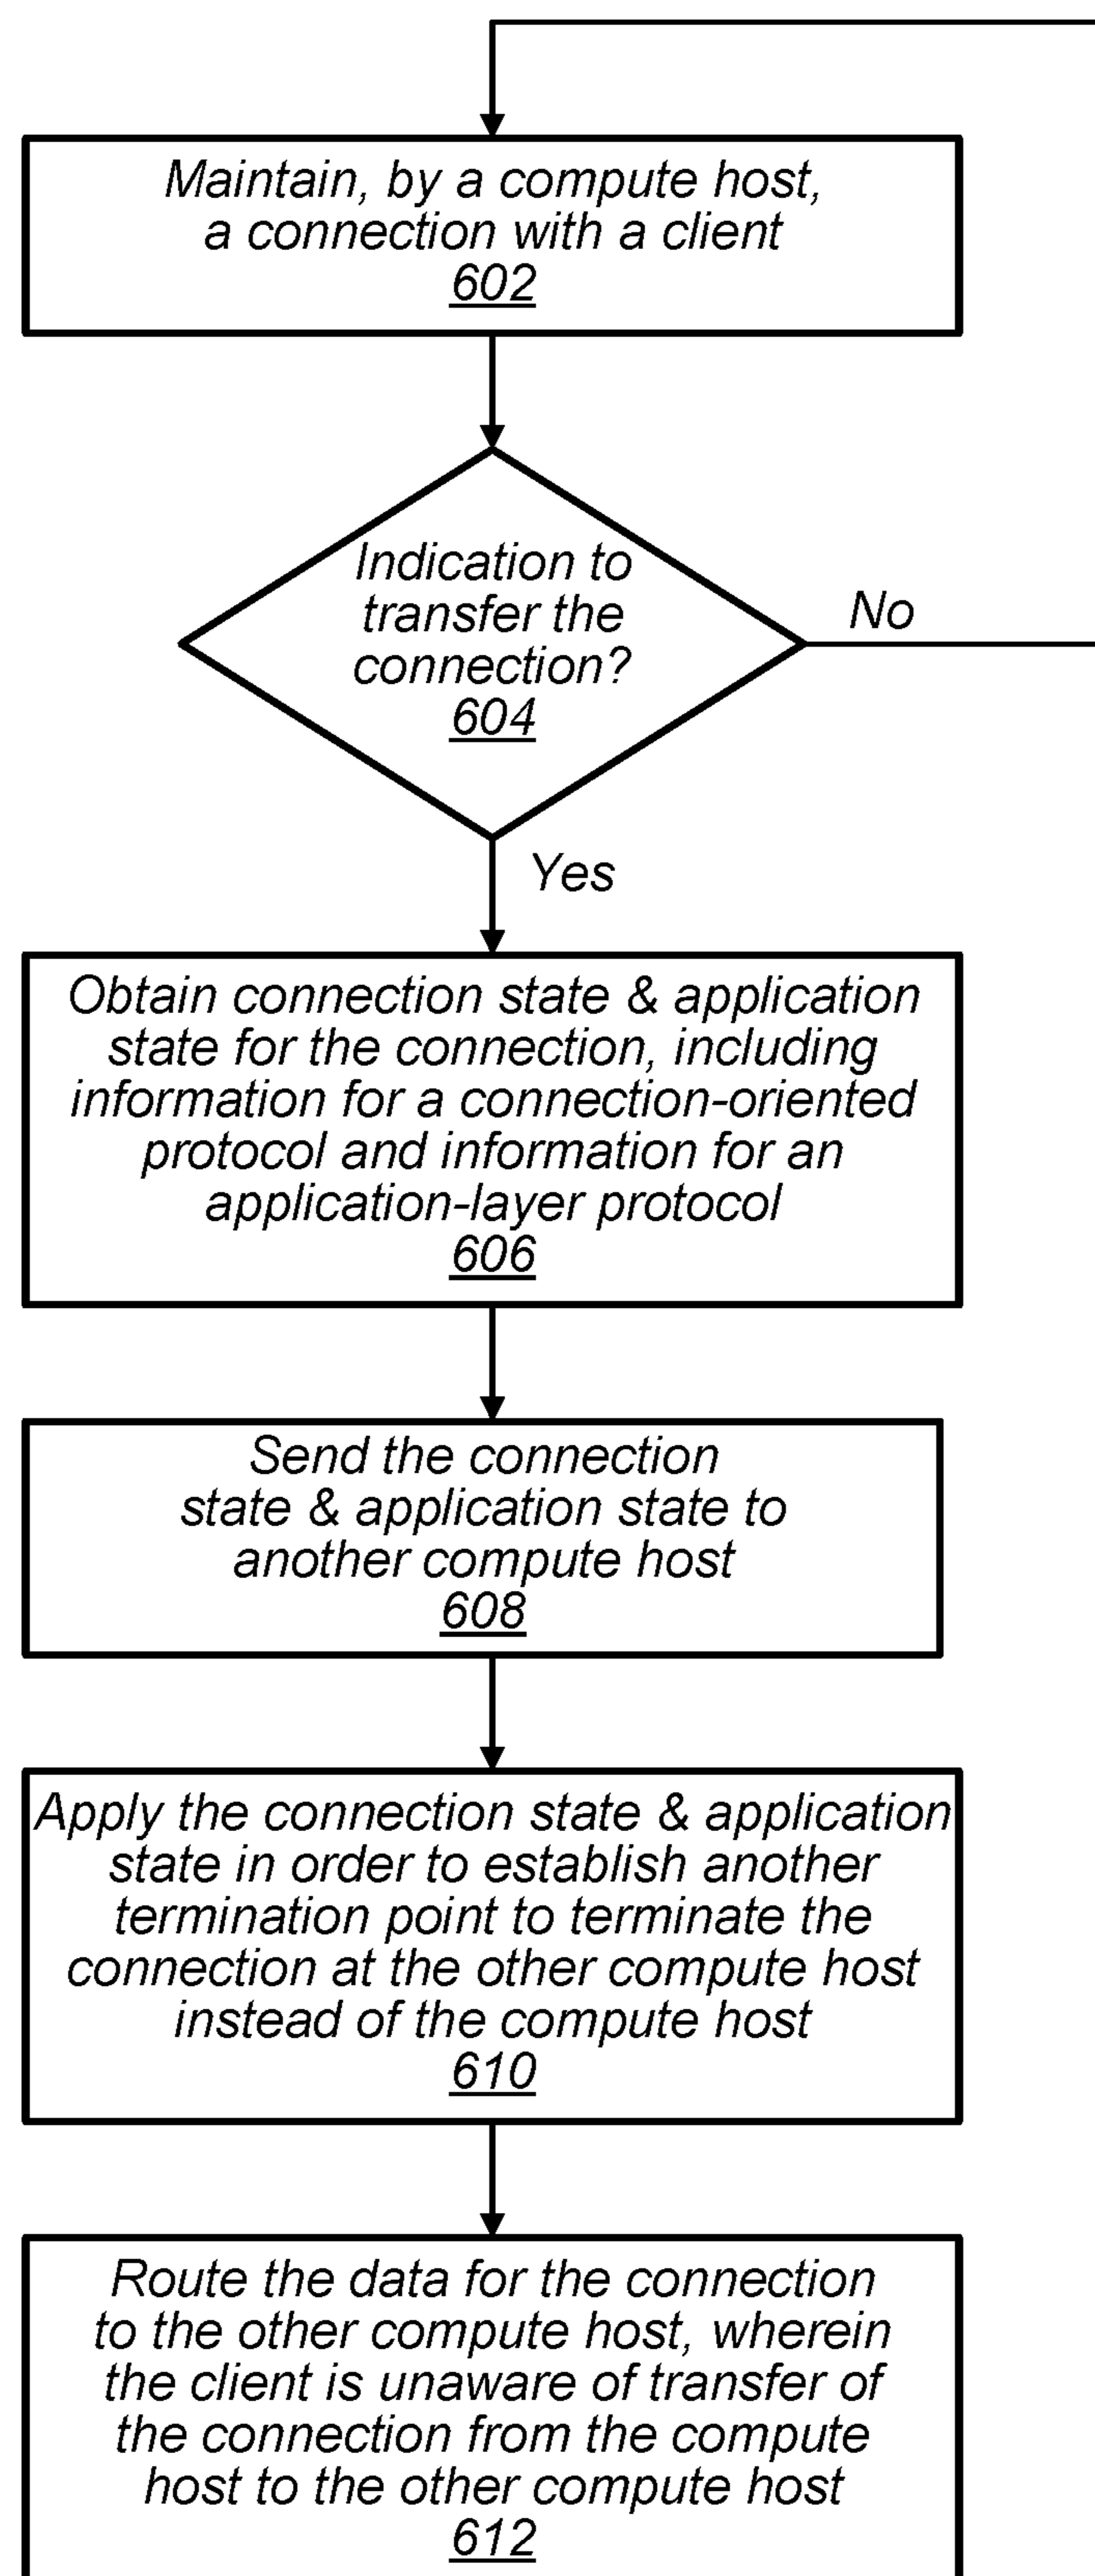 Maintain, by a compute host,
a connection with a client
602
Indication to
transfer the
connection?
604
No
Yes
Obtain connection state & application
state for the connection, including
information for a connection-oriented
protocol and information for an
application-layer protocol
606
Send the connection
state & application state to
another compute host
608
Apply the connection state & application
state in order to establish another
termination point to terminate the
connection at the other compute host
instead of the compute host
610
Route the data for the connection
to the other compute host, wherein
the client is unaware of transfer of
the connection from the compute
host to the other compute host
612